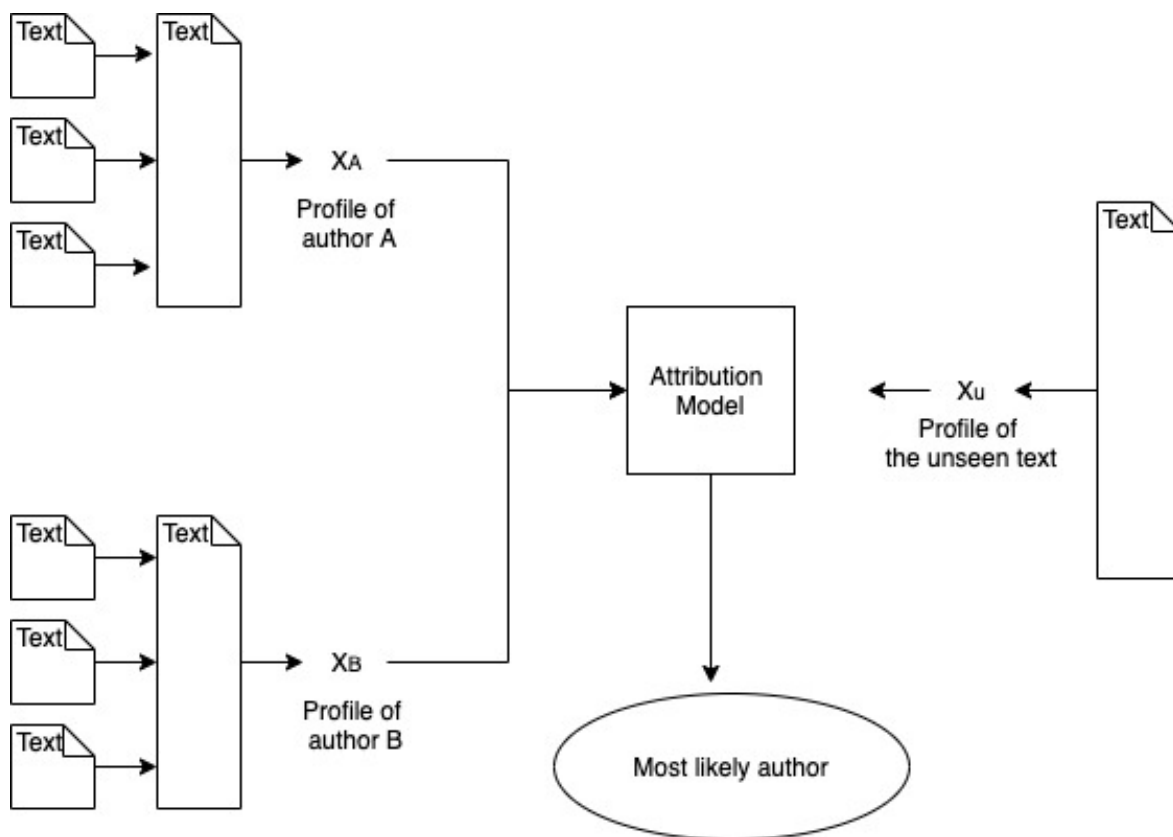 Text
Text
Text
Text
XA
Profile of
author A
Text
Attribution
Model
Xu
Profile of
the unseen text
Text
Text
Text
Text
Text
XB
Profile of
author B
Most likely author